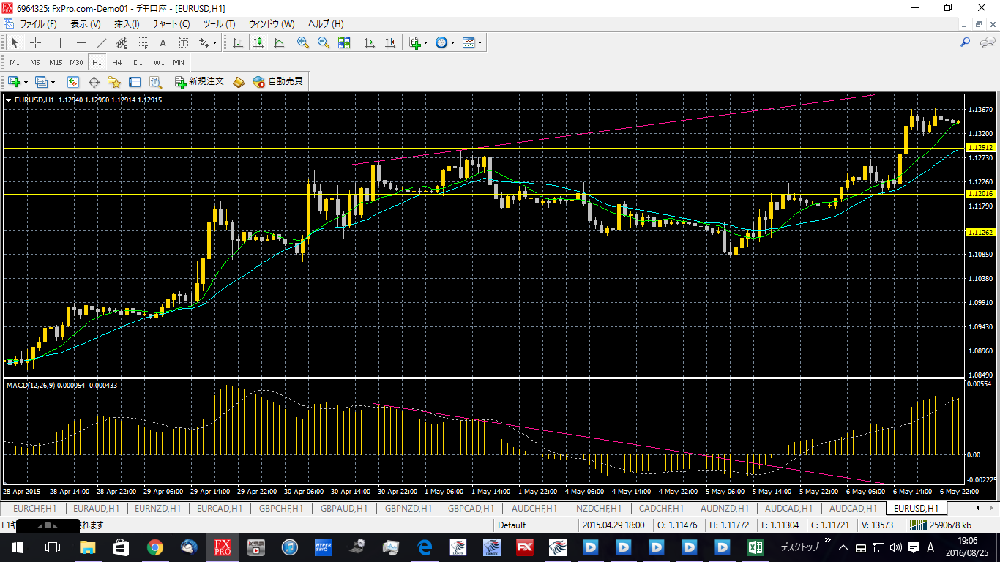 6964325: FxPro.com-Demo01 - デモ口座 - [EURUSD,H1]
ファイル (F) 表示 (V) 挿入(I) チャート (C) ツール (T) ウィンドウ (W) ヘルプ (H)
A T
M1 M5 M15 M30 H1 H4 D1 W1 MN
新規注文 自動売買
EURUSD,H1 1.12940 1.12960 1.12914 1.12915
1.13670
1.13200
1.12912
1.12730
1.12260
1.12016
1.11790
1.11262
1.10850
1.10380
1.09910
1.09430
1.08960
1.08490
MACD(12,26,9) 0.000054 -0.000433
0.00554
0.00
-0.002225
28 Apr 2015 28 Apr 14:00 28 Apr 22:00 29 Apr 06:00 29 Apr 14:00 29 Apr 22:00 30 Apr 06:00 30 Apr 14:00 30 Apr 22:00 1 May 06:00 1 May 14:00 1 May 22:00 4 May 06:00 4 May 14:00 4 May 22:00 5 May 06:00 5 May 14:00 5 May 22:00 6 May 06:00 6 May 14:00 6 May 22:00
EURCHF,H1 EURAUD,H1 EURNZD,H1 EURCAD,H1 GBPCHF,H1 GBPAUD,H1 GBPNZD,H1 GBPCAD,H1 AUDCHF,H1 NZDCHF,H1 CADCHF,H1 AUDNZD,H1 AUDCAD,H1 AUDCAD,H1 EURUSD,H1
F1キ れます Default 2015.04.29 18:00 O: 1.11476 H: 1.11772 L: 1.11304 C: 1.11721 V: 13573 25906/8 kb
FX PRO HYPER SBI FX デスクトップ A 19:06
2016/08/25